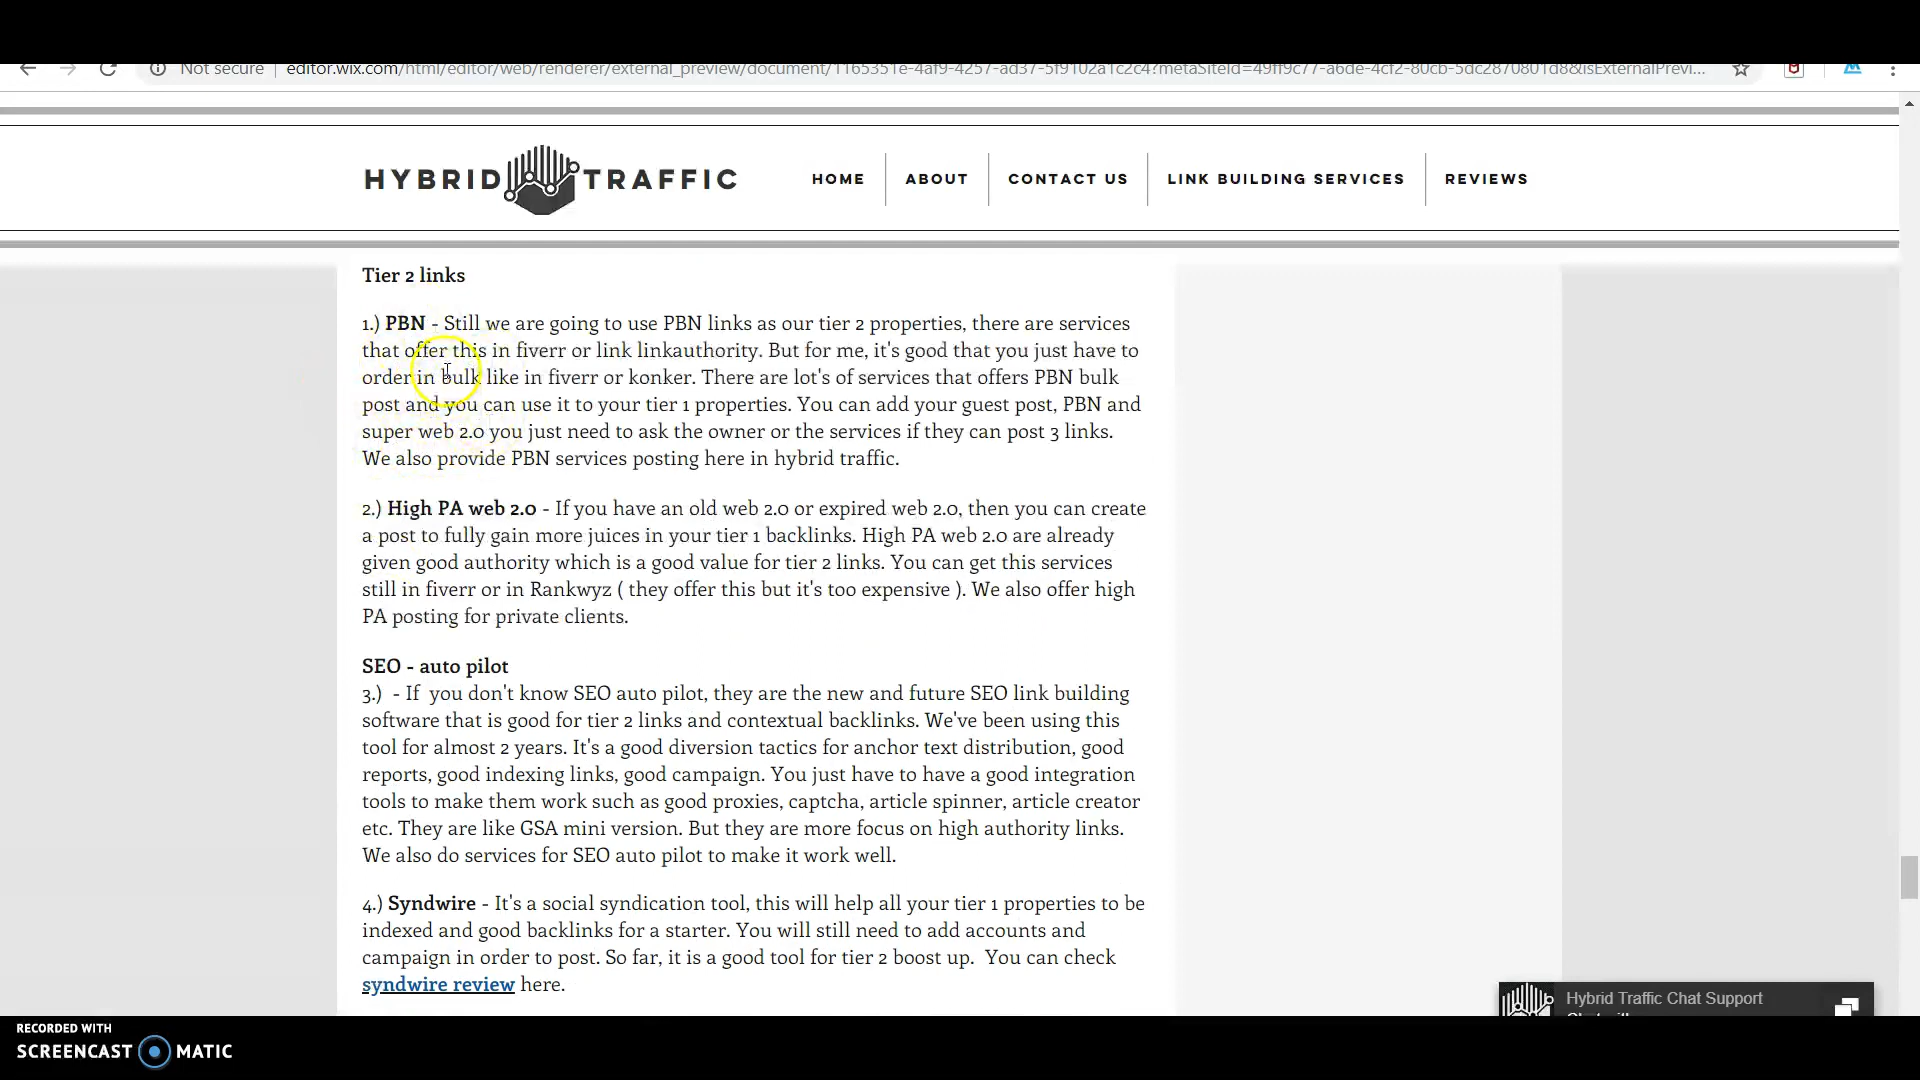 Not secure editor.wix.com/html/editor/web/renderer/external_preview/document/1165351e-4af9-4257-ad37-5f9102a1c2c4?metaSiteId=49ff9c77-a6de-4cf2-80cb-5dc2870801d8&isExternalPrevi...
HYBRID TRAFFIC HOME ABOUT CONTACT US LINK BUILDING SERVICES REVIEWS
Tier 2 links
1.) PBN - Still we are going to use PBN links as our tier 2 properties, there are services
that offer this in fiverr or link linkauthority. But for me, it's good that you just have to
order in bulk like in fiverr or konker. There are lot's of services that offers PBN bulk
post and you can use it to your tier 1 properties. You can add your guest post, PBN and
super web 2.0 you just need to ask the owner or the services if they can post 3 links.
We also provide PBN services posting here in hybrid traffic.
2.) High PA web 2.0 - If you have an old web 2.0 or expired web 2.0, then you can create
a post to fully gain more juices in your tier 1 backlinks. High PA web 2.0 are already
given good authority which is a good value for tier 2 links. You can get this services
still in fiverr or in Rankwyz ( they offer this but it's too expensive ). We also offer high
PA posting for private clients.
SEO - auto pilot
3.)  - If  you don't know SEO auto pilot, they are the new and future SEO link building
software that is good for tier 2 links and contextual backlinks. We've been using this
tool for almost 2 years. It's a good diversion tactics for anchor text distribution, good
reports, good indexing links, good campaign. You just have to have a good integration
tools to make them work such as good proxies, captcha, article spinner, article creator
etc. They are like GSA mini version. But they are more focus on high authority links.
We also do services for SEO auto pilot to make it work well.
4.) Syndwire - It's a social syndication tool, this will help all your tier 1 properties to be
indexed and good backlinks for a starter. You will still need to add accounts and
campaign in order to post. So far, it is a good tool for tier 2 boost up.  You can check
syndwire review here.
Hybrid Traffic Chat Support
RECORDED WITH
SCREENCAST MATIC